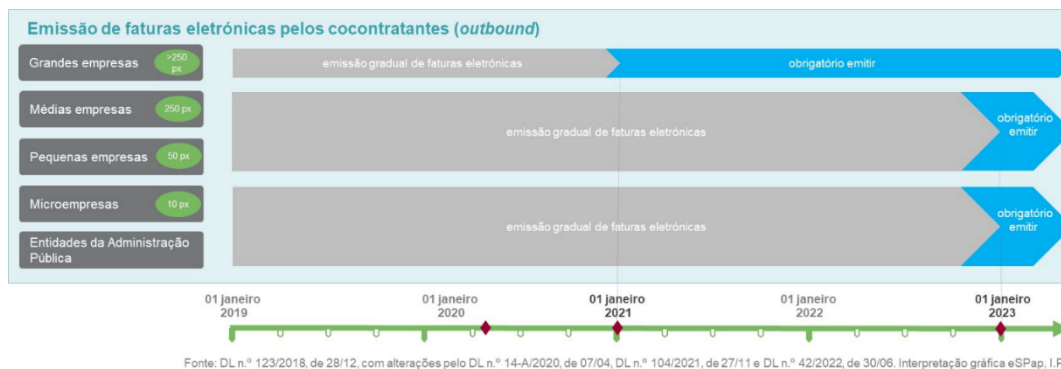 Emissão de faturas eletrónicas pelos cocontratantes (outbound)
Grandes empresas
>250
px
emissão gradual de faturas eletrónicas
obrigatório emitir
Médias empresas
250 px
emissão gradual de faturas eletrónicas
obrigatório
emitir
Pequenas empresas
50 px
Microempresas
10 px
emissão gradual de faturas eletrónicas
obrigatório
emitir
Entidades da Administração
Pública
01 janeiro
2019
01 janeiro
2020
01 janeiro
2021
01 janeiro
2022
01 janeiro
2023
Fonte: DL n.º 123/2018, de 28/12, com alterações pelo DL n.º 14-A/2020, de 07/04, DL n.º 104/2021, de 27/11 e DL n.º 42/2022, de 30/06. Interpretação gráfica eSPap, I.P